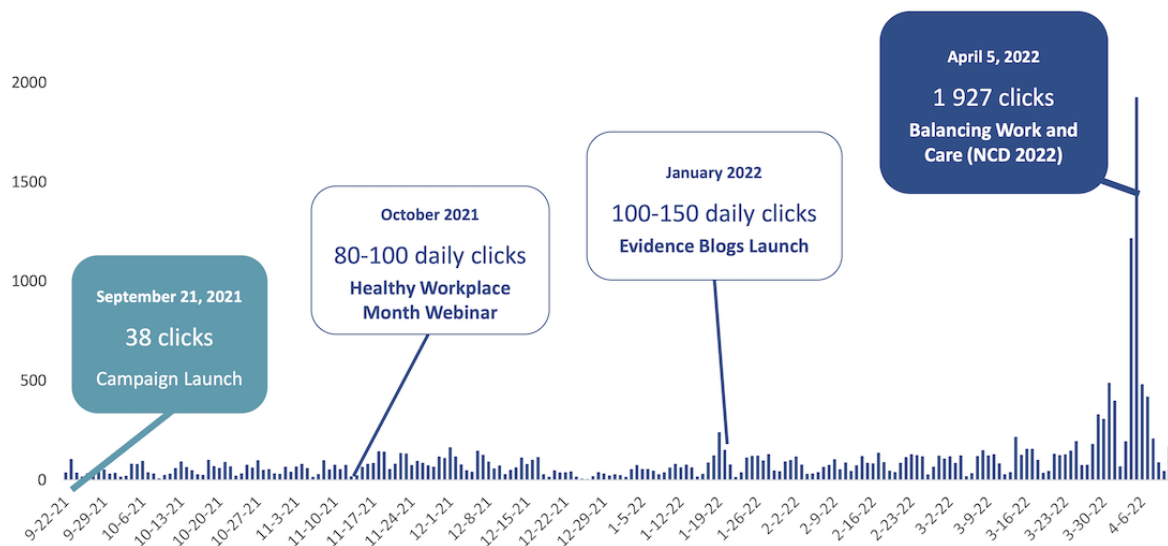 April 5, 2022
1 927 clicks
Balancing Work and
Care (NCD 2022)
January 2022
100-150 daily clicks
Evidence Blogs Launch
October 2021
80-100 daily clicks
Healthy Workplace
Month Webinar
September 21, 2021
38 clicks
Campaign Launch
2000
1500
1000
500
0
9-22-21
9-29-21
10-6-21
10-13-21
10-20-21
10-27-21
11-3-21
11-10-21
11-17-21
11-24-21
12-1-21
12-8-21
12-15-21
12-22-21
12-29-21
1-5-22
1-12-22
1-19-22
1-26-22
2-2-22
2-9-22
2-16-22
2-23-22
3-2-22
3-9-22
3-16-22
3-23-22
3-30-22
4-6-22